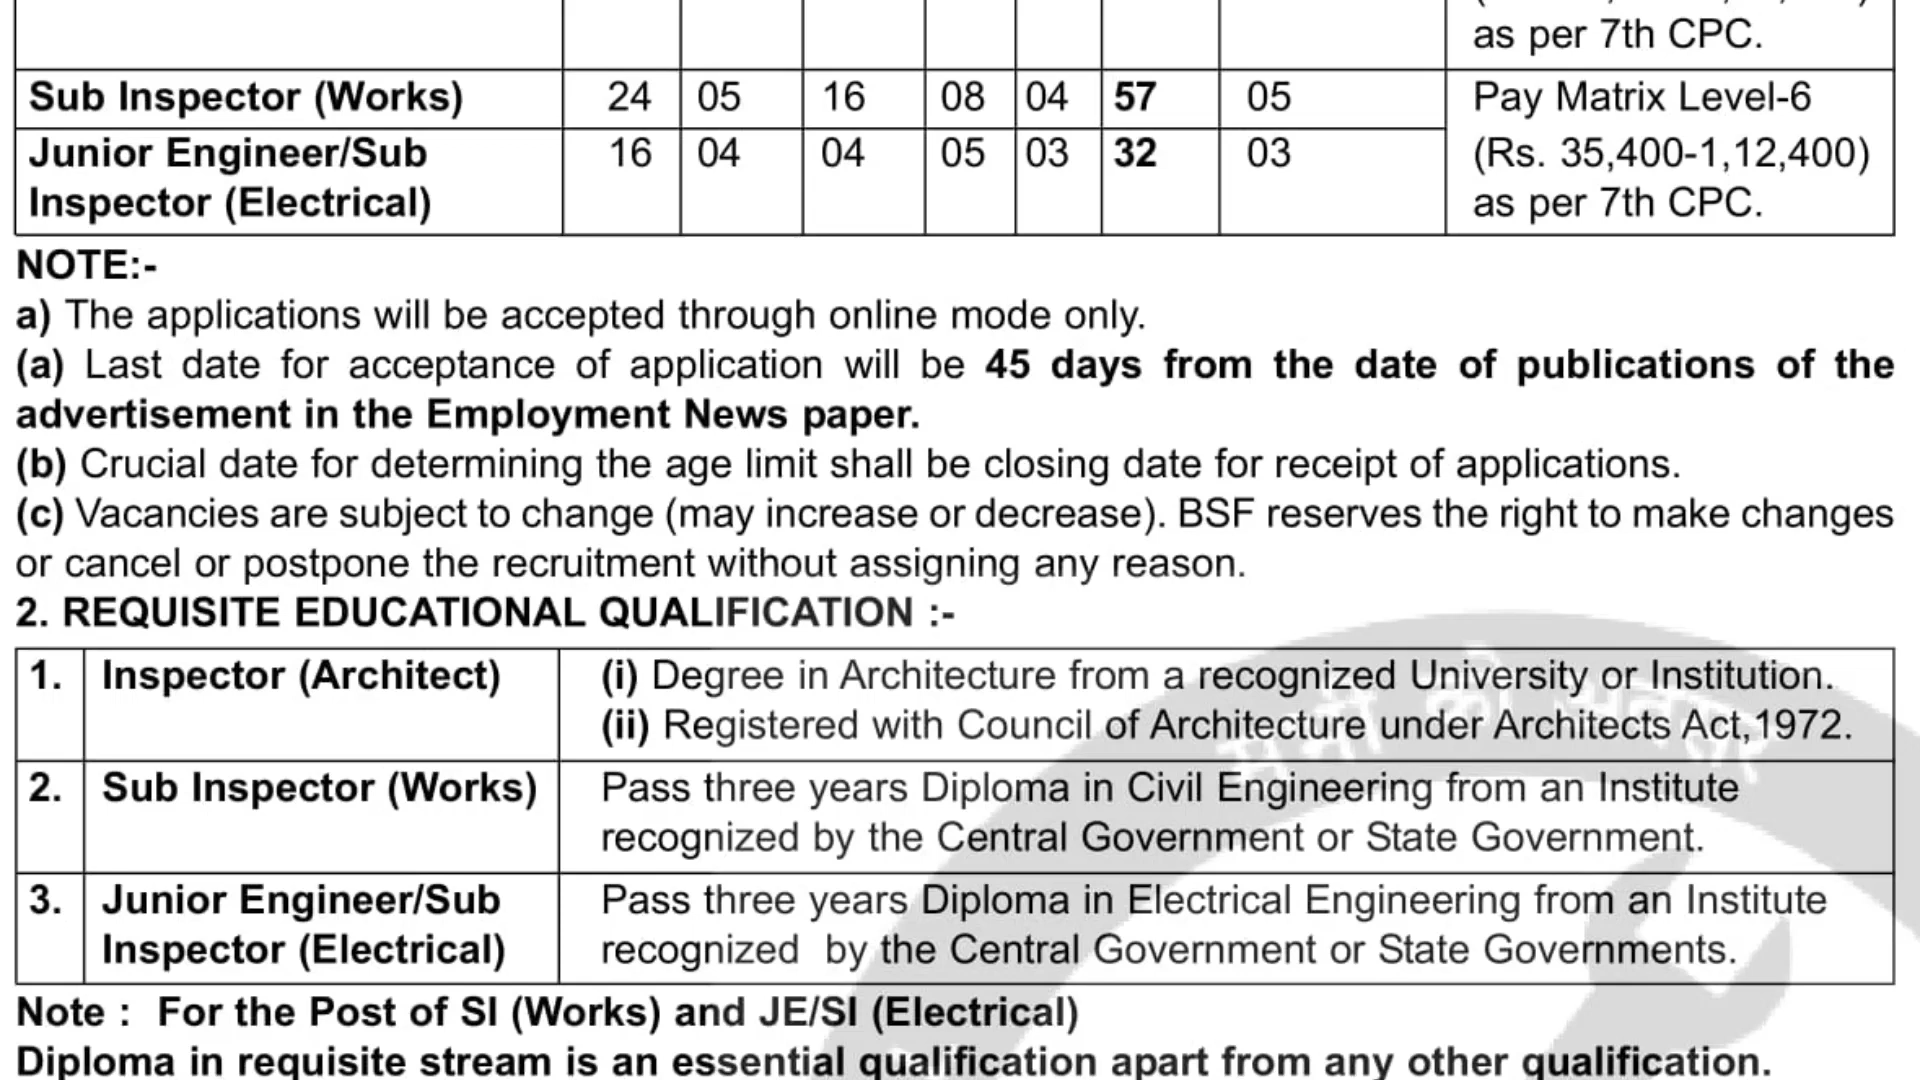 as per 7th CPC.
Sub Inspector (Works) 24 05 16 08 04 57 05 Pay Matrix Level-6
Junior Engineer/Sub 16 04 04 05 03 32 03 (Rs. 35,400-1,12,400)
Inspector (Electrical) as per 7th CPC.
NOTE:-
a) The applications will be accepted through online mode only.
(a) Last date for acceptance of application will be 45 days from the date of publications of the
advertisement in the Employment News paper.
(b) Crucial date for determining the age limit shall be closing date for receipt of applications.
(c) Vacancies are subject to change (may increase or decrease). BSF reserves the right to make changes
or cancel or postpone the recruitment without assigning any reason.
2. REQUISITE EDUCATIONAL QUALIFICATION :-
1. Inspector (Architect) (i) Degree in Architecture from a recognized University or Institution.
(ii) Registered with Council of Architecture under Architects Act,1972.
2. Sub Inspector (Works) Pass three years Diploma in Civil Engineering from an Institute
recognized by the Central Government or State Government.
3. Junior Engineer/Sub Pass three years Diploma in Electrical Engineering from an Institute
Inspector (Electrical) recognized by the Central Government or State Governments.
Note : For the Post of SI (Works) and JE/SI (Electrical)
Diploma in requisite stream is an essential qualification apart from any other qualification.